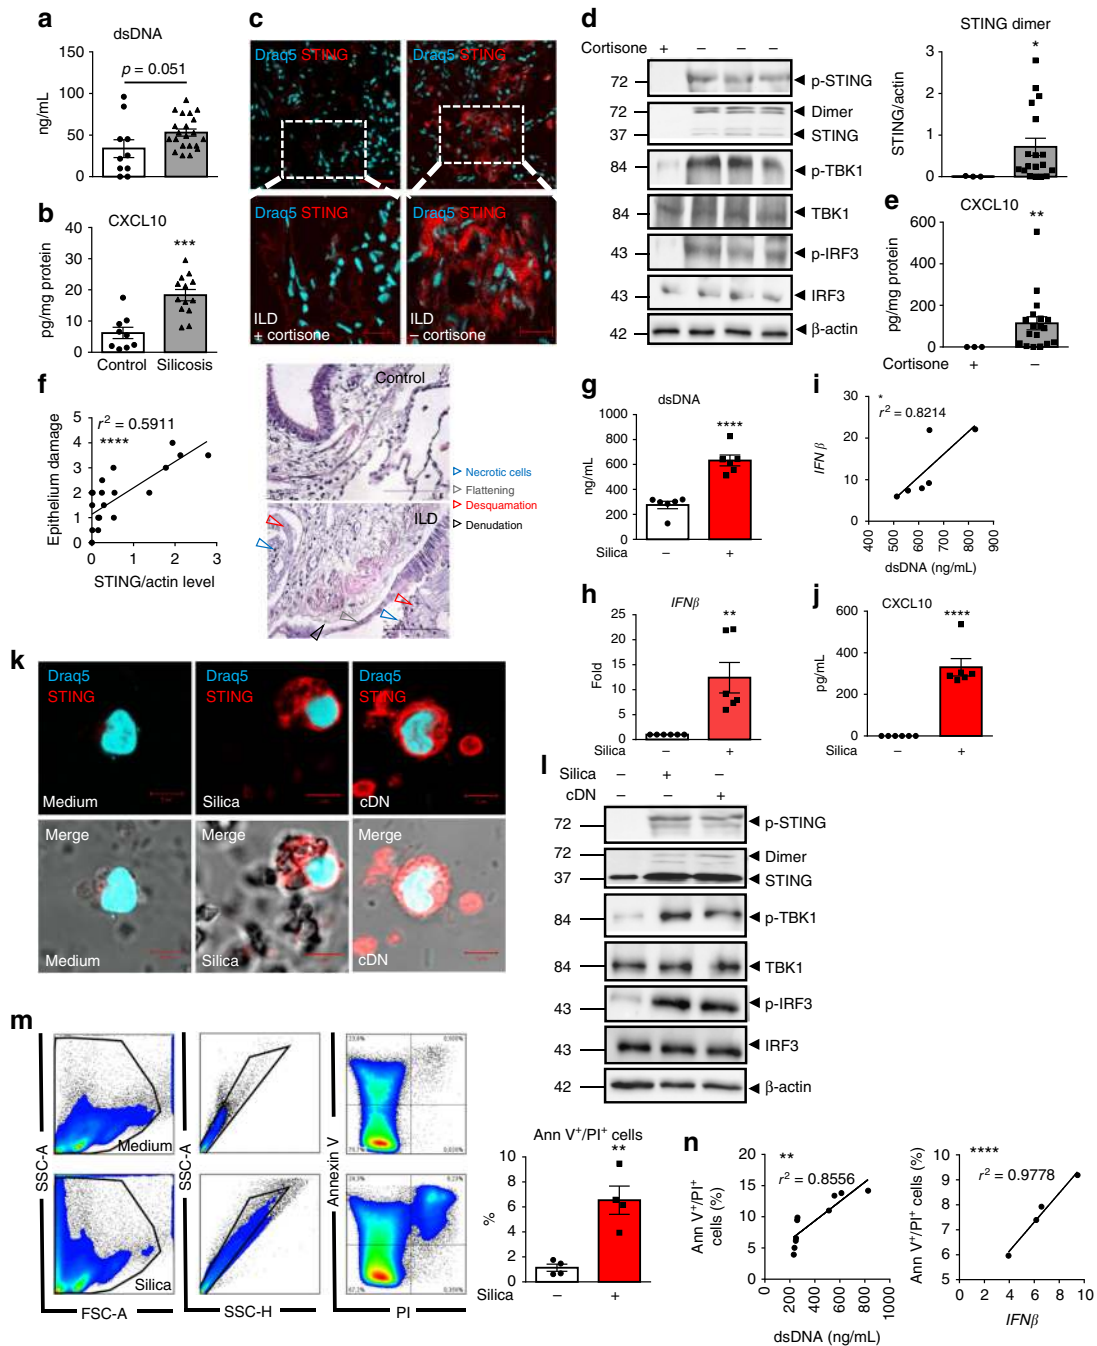 a
dsDNA
150
100
50
0
ng/mL
p = 0.051
b
CXCL10
40
30
20
10
0
pg/mg protein
***
Control
Silicosis
c
Draq5 STING
Draq5 STING
Draq5 STING
Draq5 STING
ILD
+ cortisone
ILD
– cortisone
d
Cortisone + – – –
72 p-STING
72 Dimer
37 STING
84 p-TBK1
84 TBK1
43 p-IRF3
43 IRF3
42 β-actin
STING dimer
3
2
1
0
STING/actin
*
e
CXCL10
600
400
200
0
pg/mg protein
**
Cortisone + –
f
r² = 0.5911
****
5
4
3
2
1
0
Epithelium damage
0 1 2 3
STING/actin level
Control
ILD
Necrotic cells
Flattening
Desquamation
Denudation
g
dsDNA
1000
800
600
400
200
0
ng/mL
****
Silica – +
h
IFNβ
25
20
15
10
5
0
Fold
**
Silica – +
i
*
r² = 0.8214
30
20
10
0
IFN β
400 500 600 700 800 900
dsDNA (ng/mL)
j
CXCL10
600
400
200
0
pg/mL
****
Silica – +
k
Draq5
STING
Medium
Draq5
STING
Silica
Draq5
STING
cDN
Merge
Medium
Merge
Silica
Merge
cDN
l
Silica – + –
cDN – – +
72 p-STING
72 Dimer
37 STING
84 p-TBK1
84 TBK1
43 p-IRF3
43 IRF3
42 β-actin
m
SSC-A
SSC-A
Annexin V
Medium
Silica
FSC-A
SSC-H
PI
Ann V⁺/PI⁺ cells
10
8
6
4
2
0
%
**
Silica – +
n
**
r² = 0.8556
20
15
10
5
0
Ann V⁺/PI⁺
cells (%)
0 200 400 600 800 1000
dsDNA (ng/mL)
****
r² = 0.9778
10
9
8
7
6
5
Ann V⁺/PI⁺ cells (%)
0 2 4 6 8 10
IFNβ